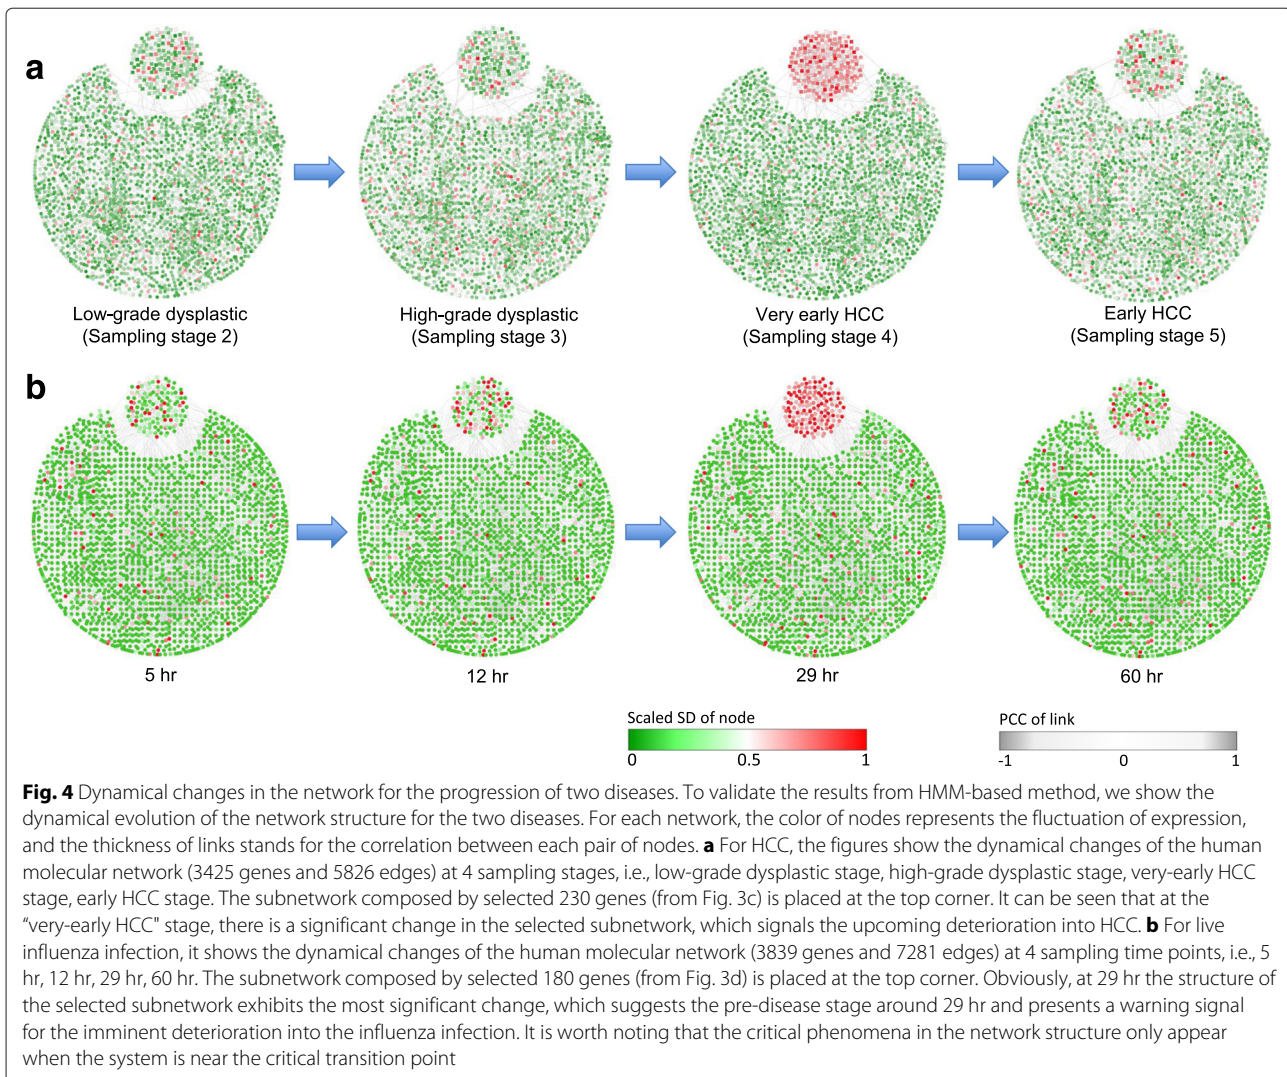 a
Low-grade dysplastic
(Sampling stage 2)
High-grade dysplastic
(Sampling stage 3)
Very early HCC
(Sampling stage 4)
Early HCC
(Sampling stage 5)
b
5 hr
12 hr
29 hr
60 hr
Scaled SD of node
0 0.5 1
PCC of link
-1 0 1
Fig. 4 Dynamical changes in the network for the progression of two diseases. To validate the results from HMM-based method, we show the
dynamical evolution of the network structure for the two diseases. For each network, the color of nodes represents the fluctuation of expression,
and the thickness of links stands for the correlation between each pair of nodes. a For HCC, the figures show the dynamical changes of the human
molecular network (3425 genes and 5826 edges) at 4 sampling stages, i.e., low-grade dysplastic stage, high-grade dysplastic stage, very-early HCC
stage, early HCC stage. The subnetwork composed by selected 230 genes (from Fig. 3c) is placed at the top corner. It can be seen that at the
“very-early HCC" stage, there is a significant change in the selected subnetwork, which signals the upcoming deterioration into HCC. b For live
influenza infection, it shows the dynamical changes of the human molecular network (3839 genes and 7281 edges) at 4 sampling time points, i.e., 5
hr, 12 hr, 29 hr, 60 hr. The subnetwork composed by selected 180 genes (from Fig. 3d) is placed at the top corner. Obviously, at 29 hr the structure of
the selected subnetwork exhibits the most significant change, which suggests the pre-disease stage around 29 hr and presents a warning signal
for the imminent deterioration into the influenza infection. It is worth noting that the critical phenomena in the network structure only appear
when the system is near the critical transition point